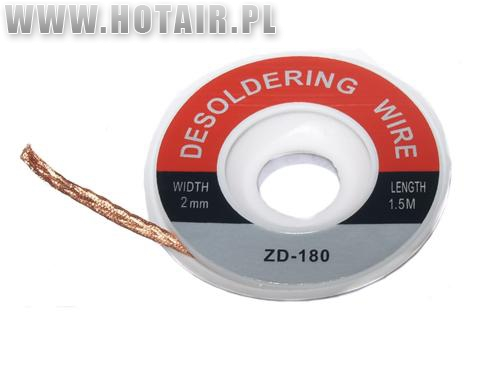 WWW.HOTAIR.PL
DESOLDERING WIRE
WIDTH
2mm
LENGTH
1.5M
ZD-180